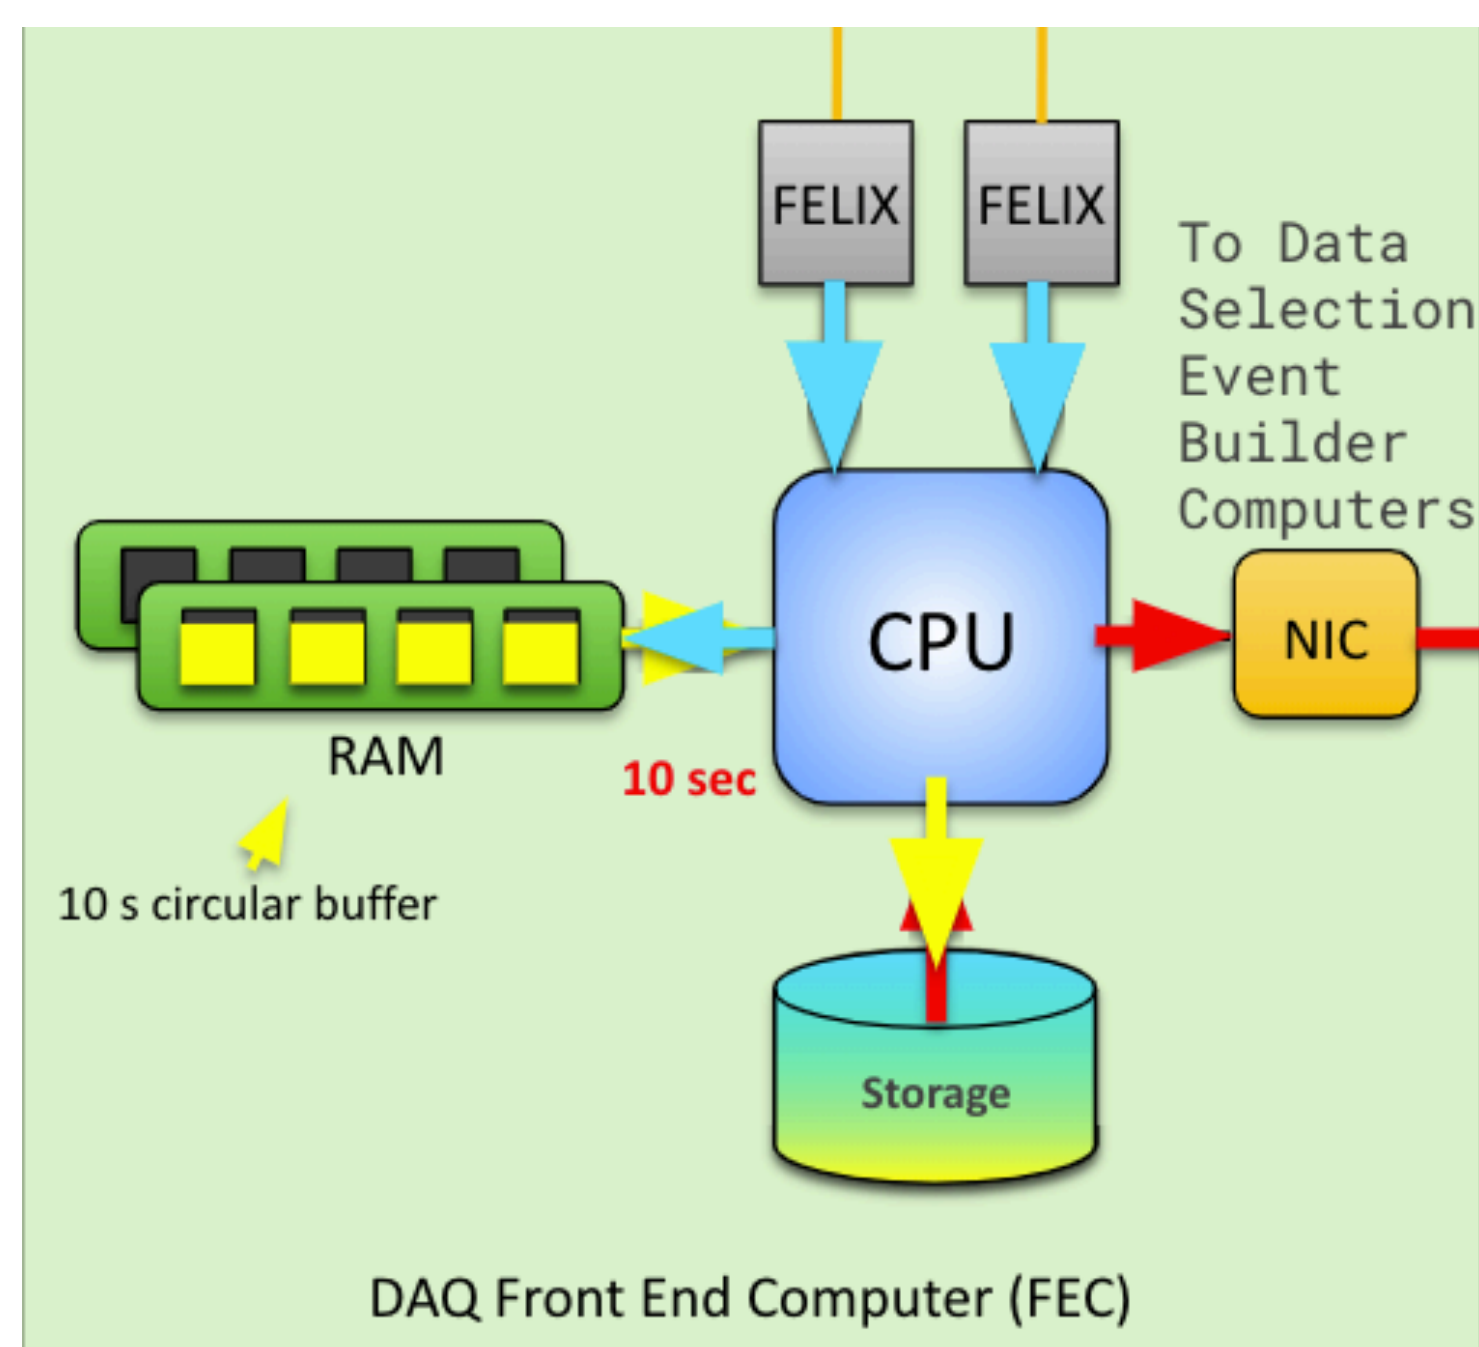 FELIX
FELIX
To Data
Selection
Event
Builder
Computers
CPU
NIC
RAM
10 sec
10 s circular buffer
Storage
DAQ Front End Computer (FEC)